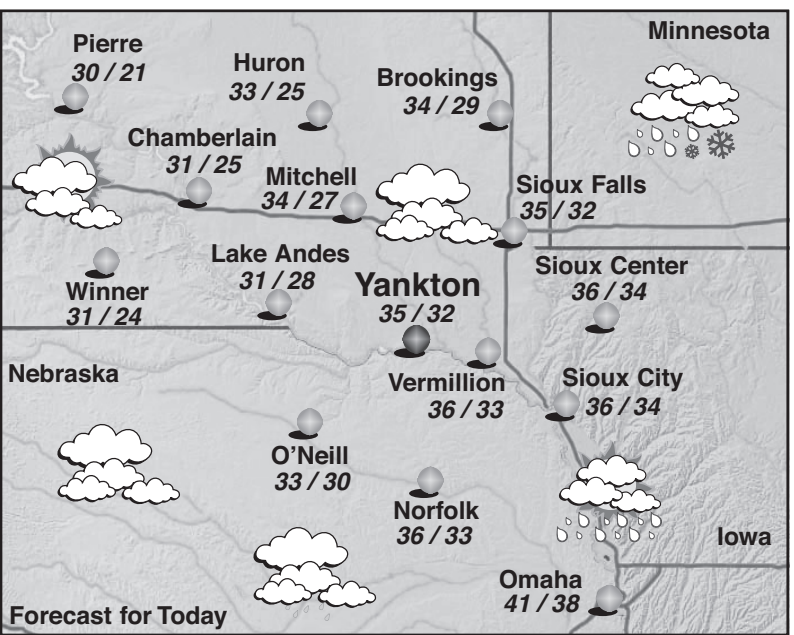 Minnesota
Pierre
30 / 21
Huron
33 / 25
Brookings
34 / 29
Chamberlain
31 / 25
Mitchell
34 / 27
Sioux Falls
35 / 32
Winner
31 / 24
Lake Andes
31 / 28
Yankton
35 / 32
Sioux Center
36 / 34
Nebraska
Vermillion
36 / 33
Sioux City
36 / 34
O’Neill
33 / 30
Norfolk
36 / 33
Iowa
Omaha
41 / 38
Forecast for Today